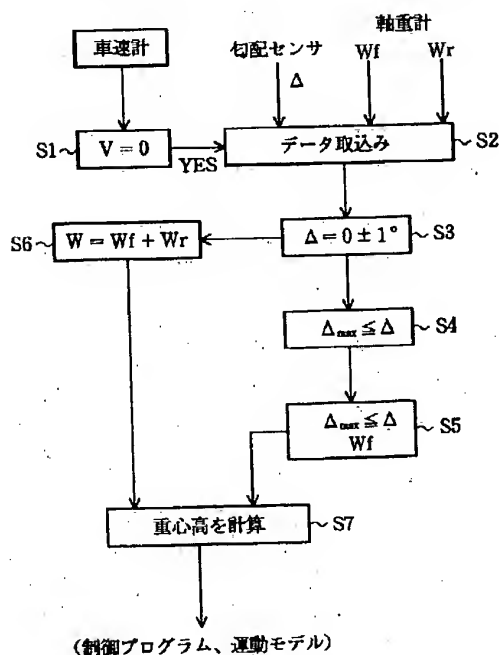 軸重計
車速計
勾配センサ Wf Wr
Δ
S1 V = 0 YES データ取込み S2
S6 W = Wf + Wr Δ = 0 ± 1° S3
Δmax ≦ Δ S4
Δmax ≦ Δ S5
Wf
重心高を計算 S7
(制御プログラム、運動モデル)